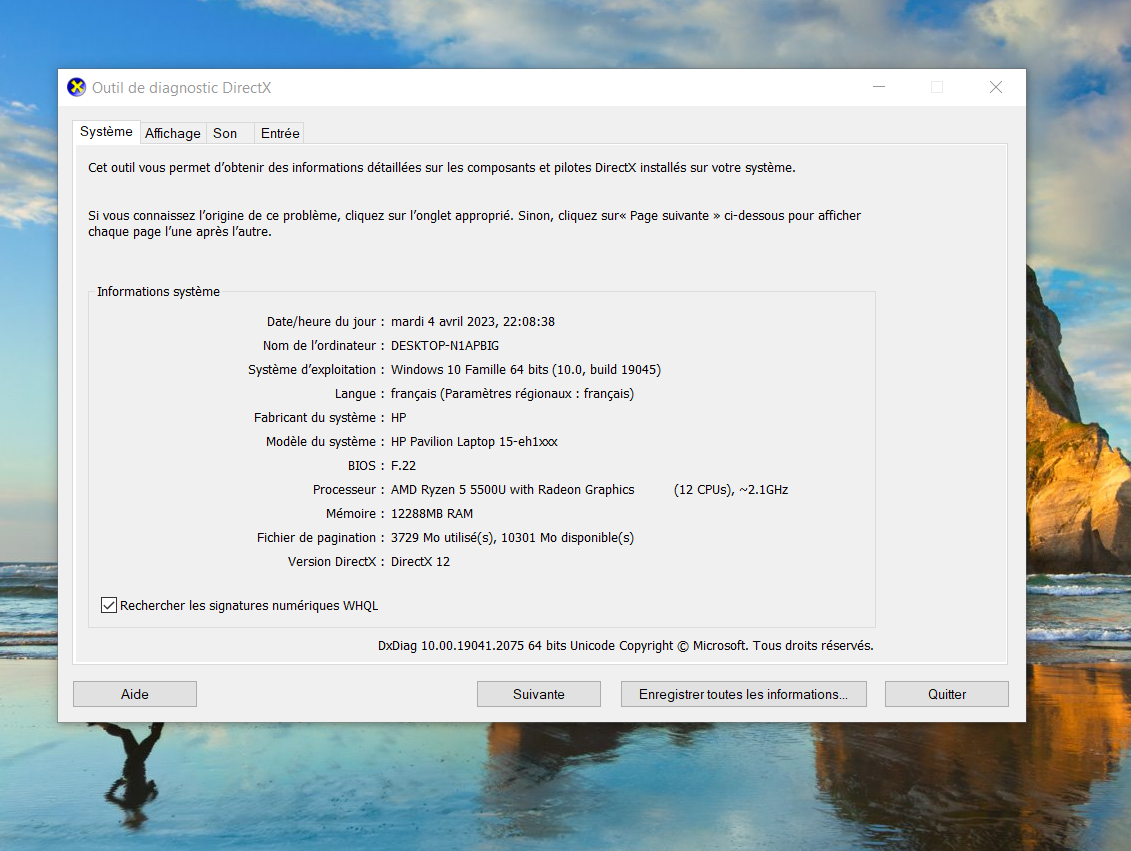 Outil de diagnostic DirectX
Système Affichage Son Entrée
Cet outil vous permet d’obtenir des informations détaillées sur les composants et pilotes DirectX installés sur votre système.
Si vous connaissez l’origine de ce problème, cliquez sur l’onglet approprié. Sinon, cliquez sur« Page suivante » ci-dessous pour afficher
chaque page l’une après l’autre.
Informations système
Date/heure du jour : mardi 4 avril 2023, 22:08:38
Nom de l’ordinateur : DESKTOP-N1APBIG
Système d’exploitation : Windows 10 Famille 64 bits (10.0, build 19045)
Langue : français (Paramètres régionaux : français)
Fabricant du système : HP
Modèle du système : HP Pavilion Laptop 15-eh1xxx
BIOS : F.22
Processeur : AMD Ryzen 5 5500U with Radeon Graphics (12 CPUs), ~2.1GHz
Mémoire : 12288MB RAM
Fichier de pagination : 3729 Mo utilisé(s), 10301 Mo disponible(s)
Version DirectX : DirectX 12
Rechercher les signatures numériques WHQL
DxDiag 10.00.19041.2075 64 bits Unicode Copyright © Microsoft. Tous droits réservés.
Aide Suivante Enregistrer toutes les informations... Quitter